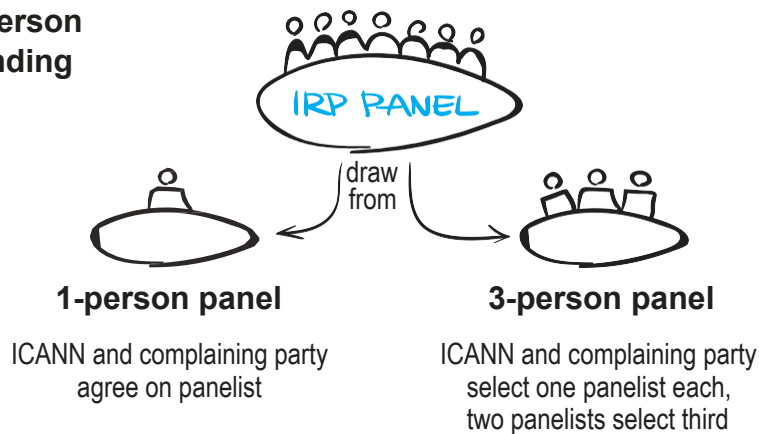 erson
nding
IRP PANEL
draw
from
1-person panel
3-person panel
ICANN and complaining party
agree on panelist
ICANN and complaining party
select one panelist each,
two panelists select third